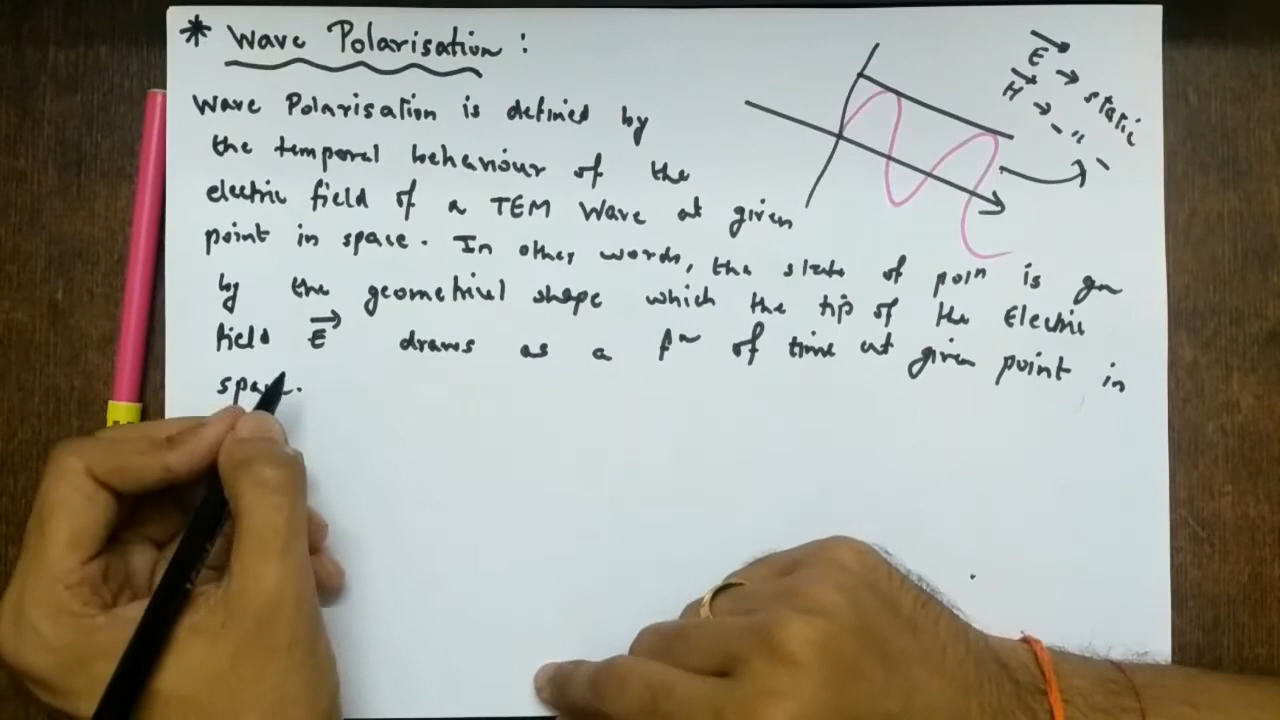 * Wave Polarisation :
Wave Polarisation is defined by
the temporal behaviour of the
electric field of a TEM Wave at given
point in space. In other words, the state of polⁿ is
by the geometrical shape which the tip of the Electric
field E→ draws as a fⁿ of time at given point in
space.
E→ → static
H→ → - " -